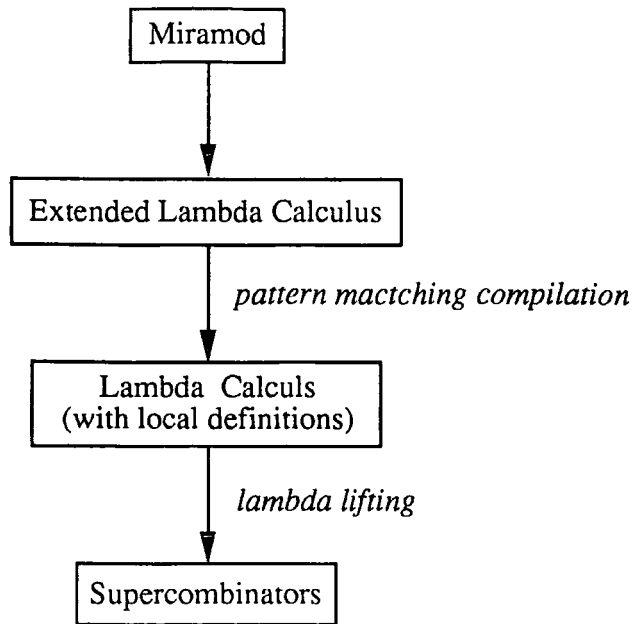 Miramod
Extended Lambda Calculus
pattern mactching compilation
Lambda Calculs
(with local definitions)
lambda lifting
Supercombinators